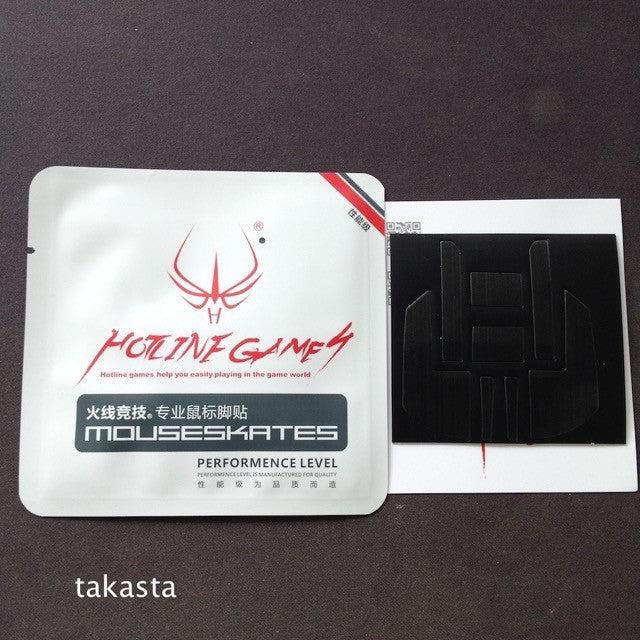 性能级
®
H
HOTLINE GAMES
Hotline games help you easily playing in the game world
火线竞技® 专业鼠标脚贴
MOUSESKATES
PERFORMENCE LEVEL
PERFORMENCE LEVEL IS MANUFACTURED FOR QUALITY
性能级为品质而造
takasta